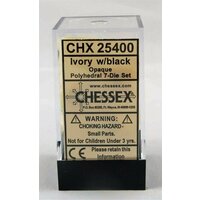 CHX 25400
Ivory w/black
Opaque
Polyhedral 7-Die Set
CHESSEX
www.chessex.com
WARNING:
CHOKING HAZARD -
Small Parts.
Not for Children Under 3 yrs.